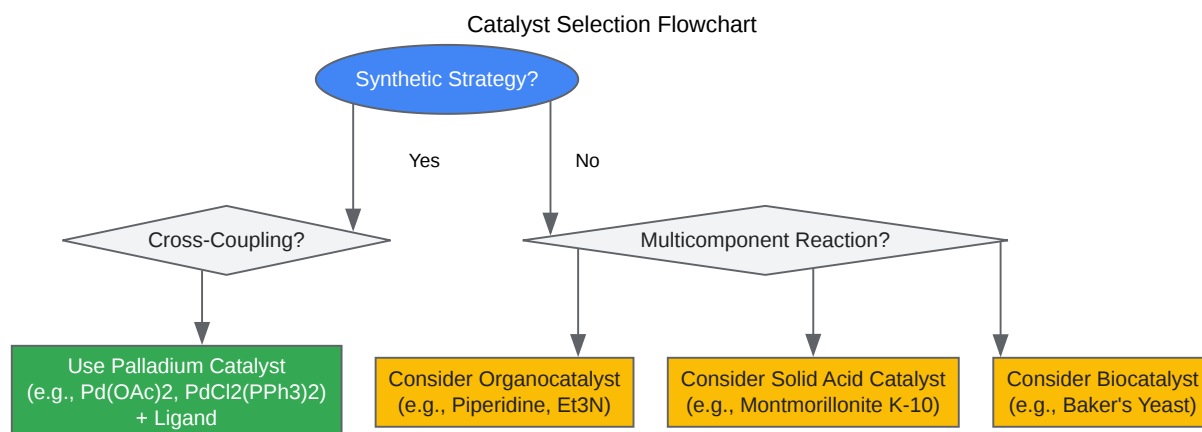 Catalyst Selection Flowchart
Synthetic Strategy?
Yes
No
Cross-Coupling?
Multicomponent Reaction?
Use Palladium Catalyst
(e.g., Pd(OAc)2, PdCl2(PPh3)2)
+ Ligand
Consider Organocatalyst
(e.g., Piperidine, Et3N)
Consider Solid Acid Catalyst
(e.g., Montmorillonite K-10)
Consider Biocatalyst
(e.g., Baker's Yeast)